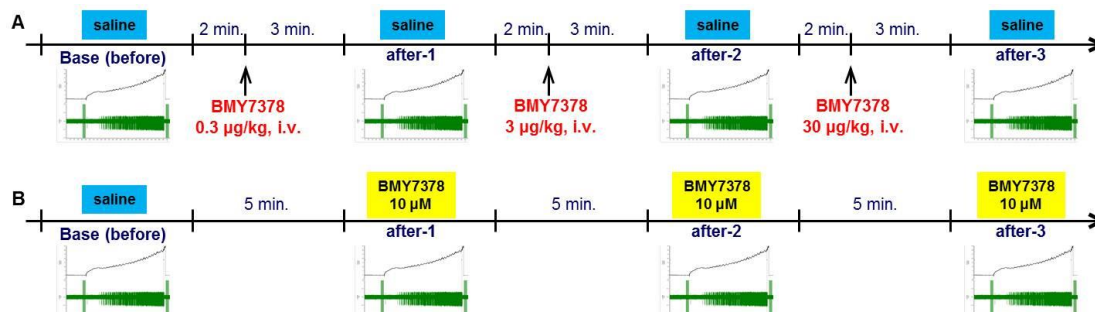 A
saline
2 min.
3 min.
saline
2 min.
3 min.
saline
2 min.
3 min.
saline
Base (before)
after-1
after-2
after-3
BMY7378
0.3 µg/kg, i.v.
BMY7378
3 µg/kg, i.v.
BMY7378
30 µg/kg, i.v.
B
saline
5 min.
BMY7378
10 µM
5 min.
BMY7378
10 µM
5 min.
BMY7378
10 µM
Base (before)
after-1
after-2
after-3